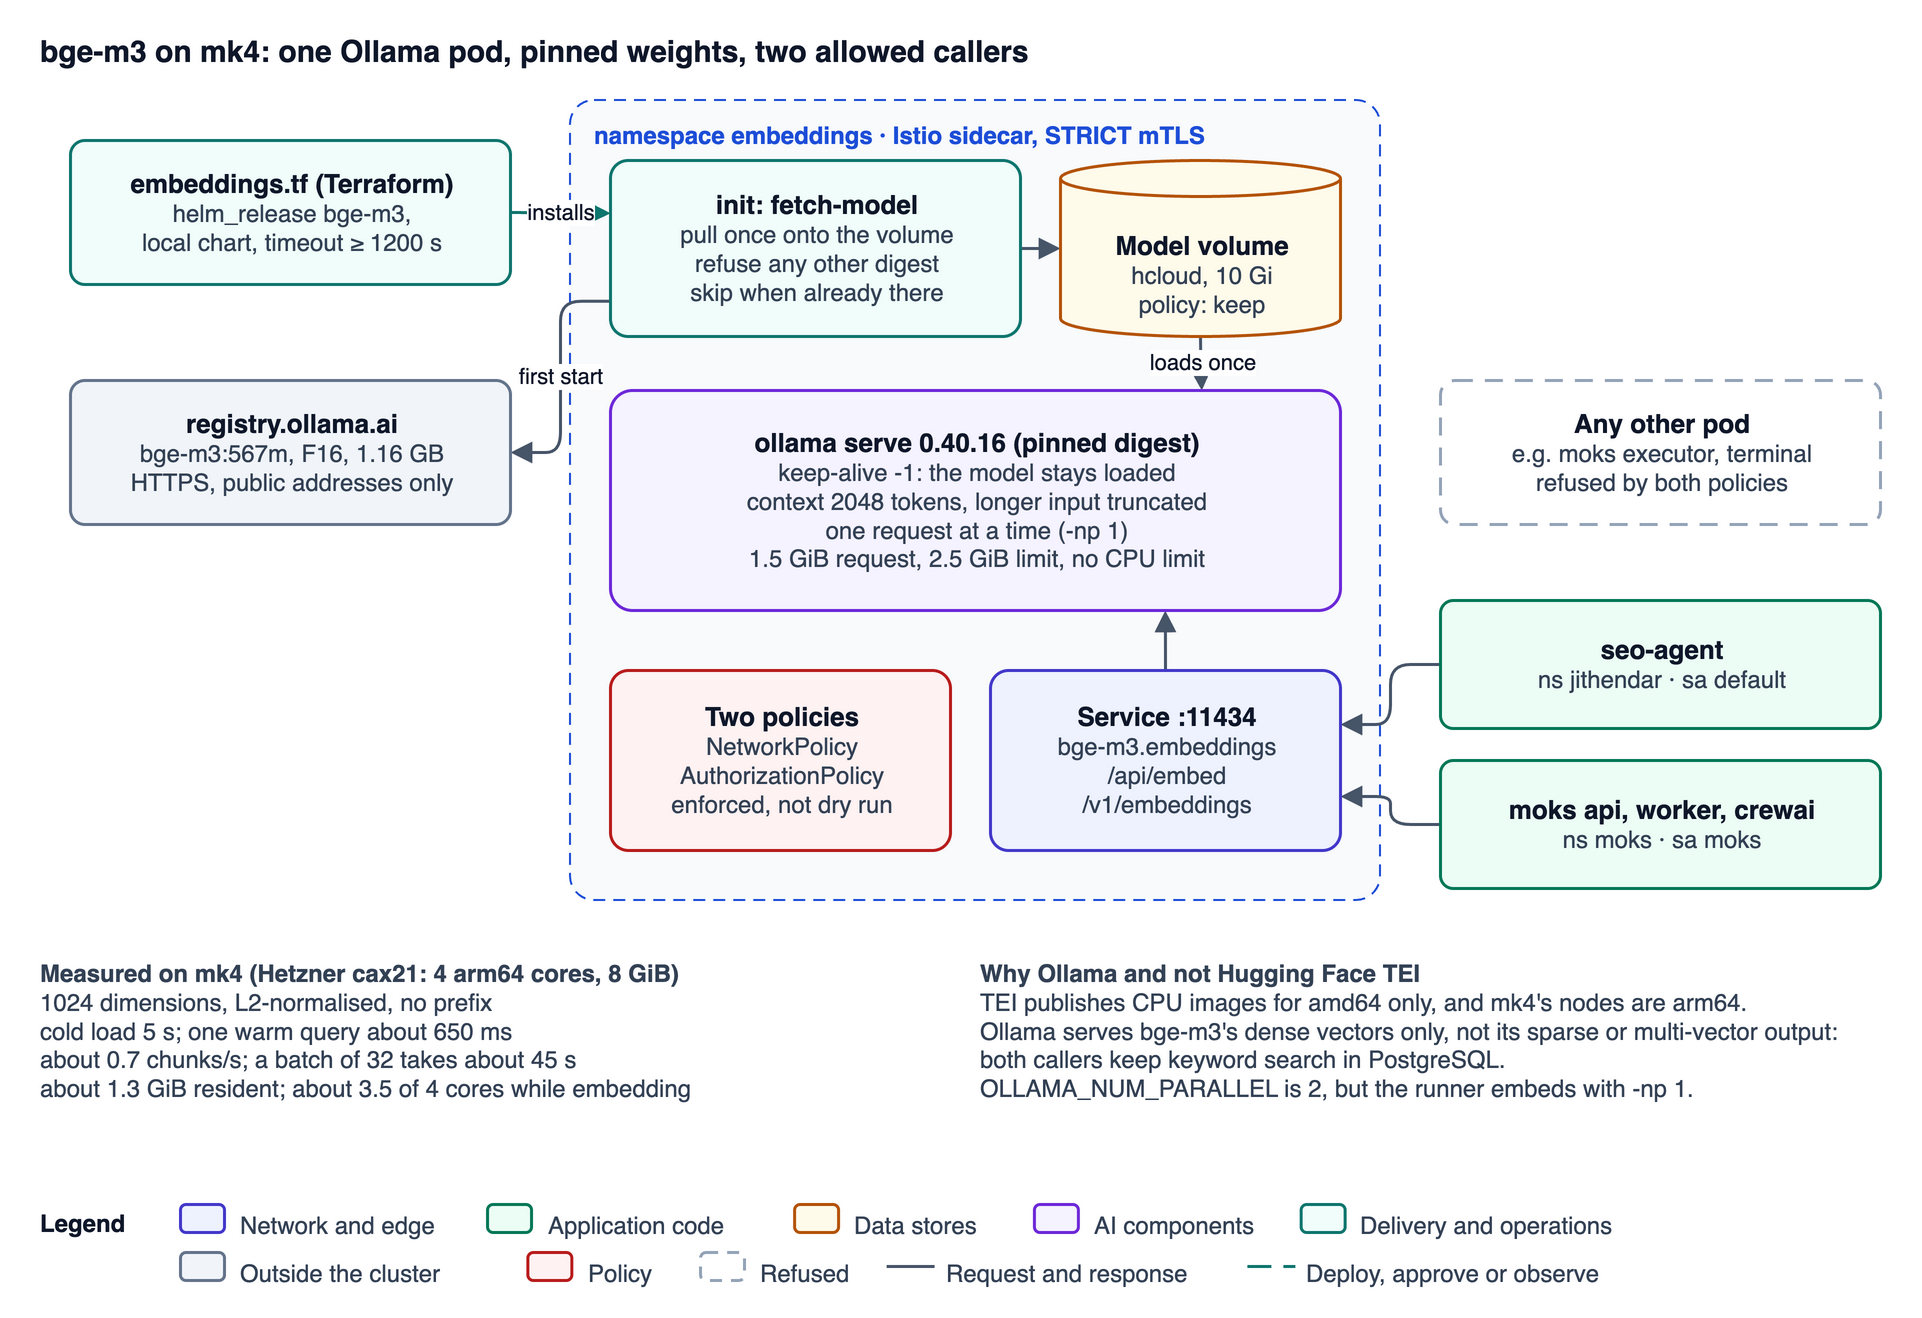 bge-m3 on mk4: one Ollama pod, pinned weights, two allowed callers
namespace embeddings · Istio sidecar, STRICT mTLS
embeddings.tf (Terraform)
helm_release bge-m3,
local chart, timeout ≥ 1200 s
installs
init: fetch-model
pull once onto the volume
refuse any other digest
skip when already there
Model volume
hcloud, 10 Gi
policy: keep
first start
loads once
registry.ollama.ai
bge-m3:567m, F16, 1.16 GB
HTTPS, public addresses only
ollama serve 0.40.16 (pinned digest)
keep-alive -1: the model stays loaded
context 2048 tokens, longer input truncated
one request at a time (-np 1)
1.5 GiB request, 2.5 GiB limit, no CPU limit
Any other pod
e.g. moks executor, terminal
refused by both policies
Two policies
NetworkPolicy
AuthorizationPolicy
enforced, not dry run
Service :11434
bge-m3.embeddings
/api/embed
/v1/embeddings
seo-agent
ns jithendar · sa default
moks api, worker, crewai
ns moks · sa moks
Measured on mk4 (Hetzner cax21: 4 arm64 cores, 8 GiB)
1024 dimensions, L2-normalised, no prefix
cold load 5 s; one warm query about 650 ms
about 0.7 chunks/s; a batch of 32 takes about 45 s
about 1.3 GiB resident; about 3.5 of 4 cores while embedding
Why Ollama and not Hugging Face TEI
TEI publishes CPU images for amd64 only, and mk4's nodes are arm64.
Ollama serves bge-m3's dense vectors only, not its sparse or multi-vector output:
both callers keep keyword search in PostgreSQL.
OLLAMA_NUM_PARALLEL is 2, but the runner embeds with -np 1.
Legend
Network and edge
Application code
Data stores
AI components
Delivery and operations
Outside the cluster
Policy
Refused
Request and response
Deploy, approve or observe